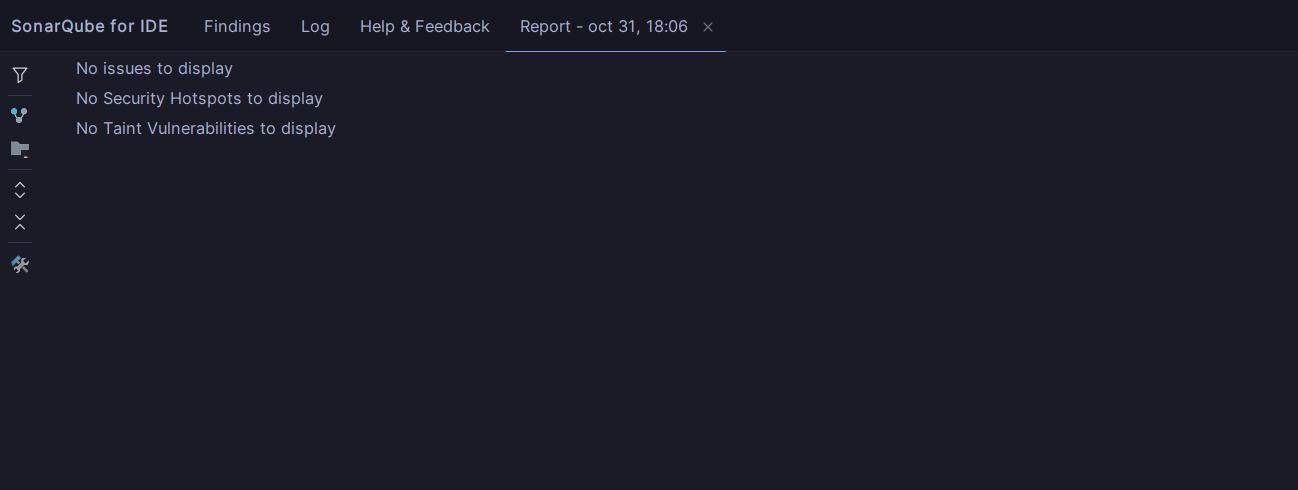 SonarQube for IDE Findings Log Help & Feedback Report - oct 31, 18:06
No issues to display
No Security Hotspots to display
No Taint Vulnerabilities to display